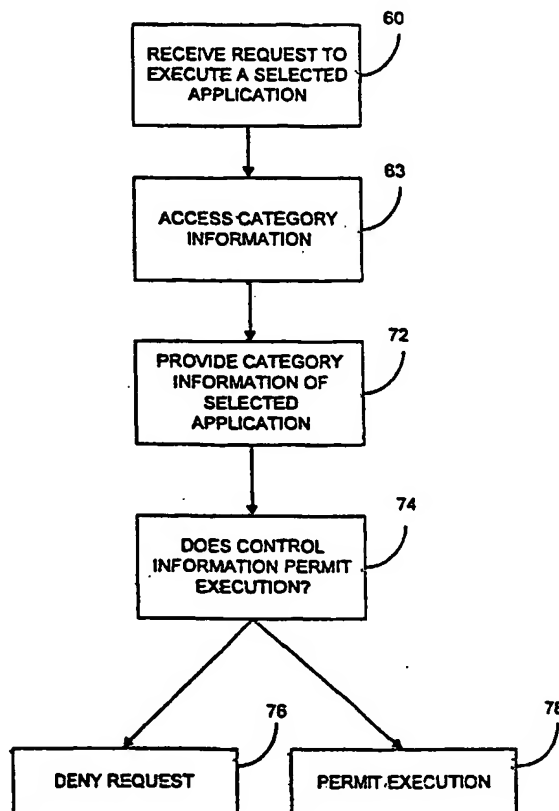 60
RECEIVE REQUEST TO
EXECUTE A SELECTED
APPLICATION
63
ACCESS CATEGORY
INFORMATION
72
PROVIDE CATEGORY
INFORMATION OF
SELECTED
APPLICATION
74
DOES CONTROL
INFORMATION PERMIT
EXECUTION?
76
DENY REQUEST
78
PERMIT EXECUTION